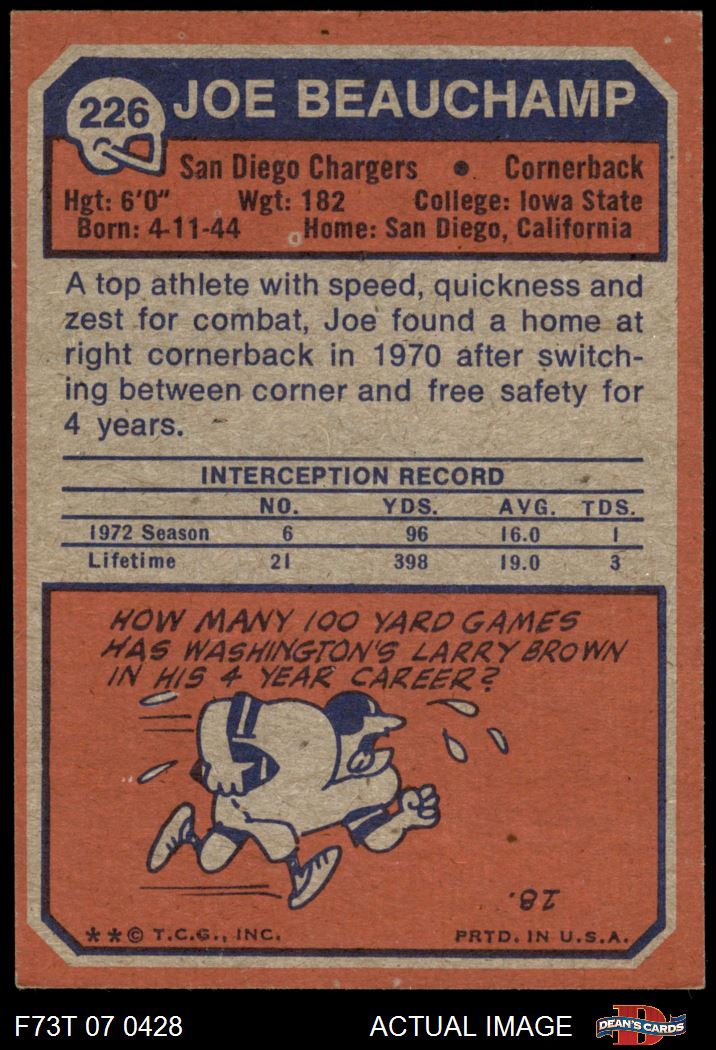 226
JOE BEAUCHAMP
San Diego Chargers • Cornerback
Hgt: 6'0" Wgt: 182 College: Iowa State
Born: 4-11-44 Home: San Diego, California
A top athlete with speed, quickness and
zest for combat, Joe found a home at
right cornerback in 1970 after switch-
ing between corner and free safety for
4 years.
INTERCEPTION RECORD
NO. YDS. AVG. TDS.
1972 Season 6 96 16.0 1
Lifetime 21 398 19.0 3
HOW MANY 100 YARD GAMES
HAS WASHINGTON'S LARRY BROWN
IN HIS 4 YEAR CAREER?
18.
**© T.C.G., INC. PRTD. IN U.S.A.
F73T 07 0428 ACTUAL IMAGE
D
DEAN'S CARDS